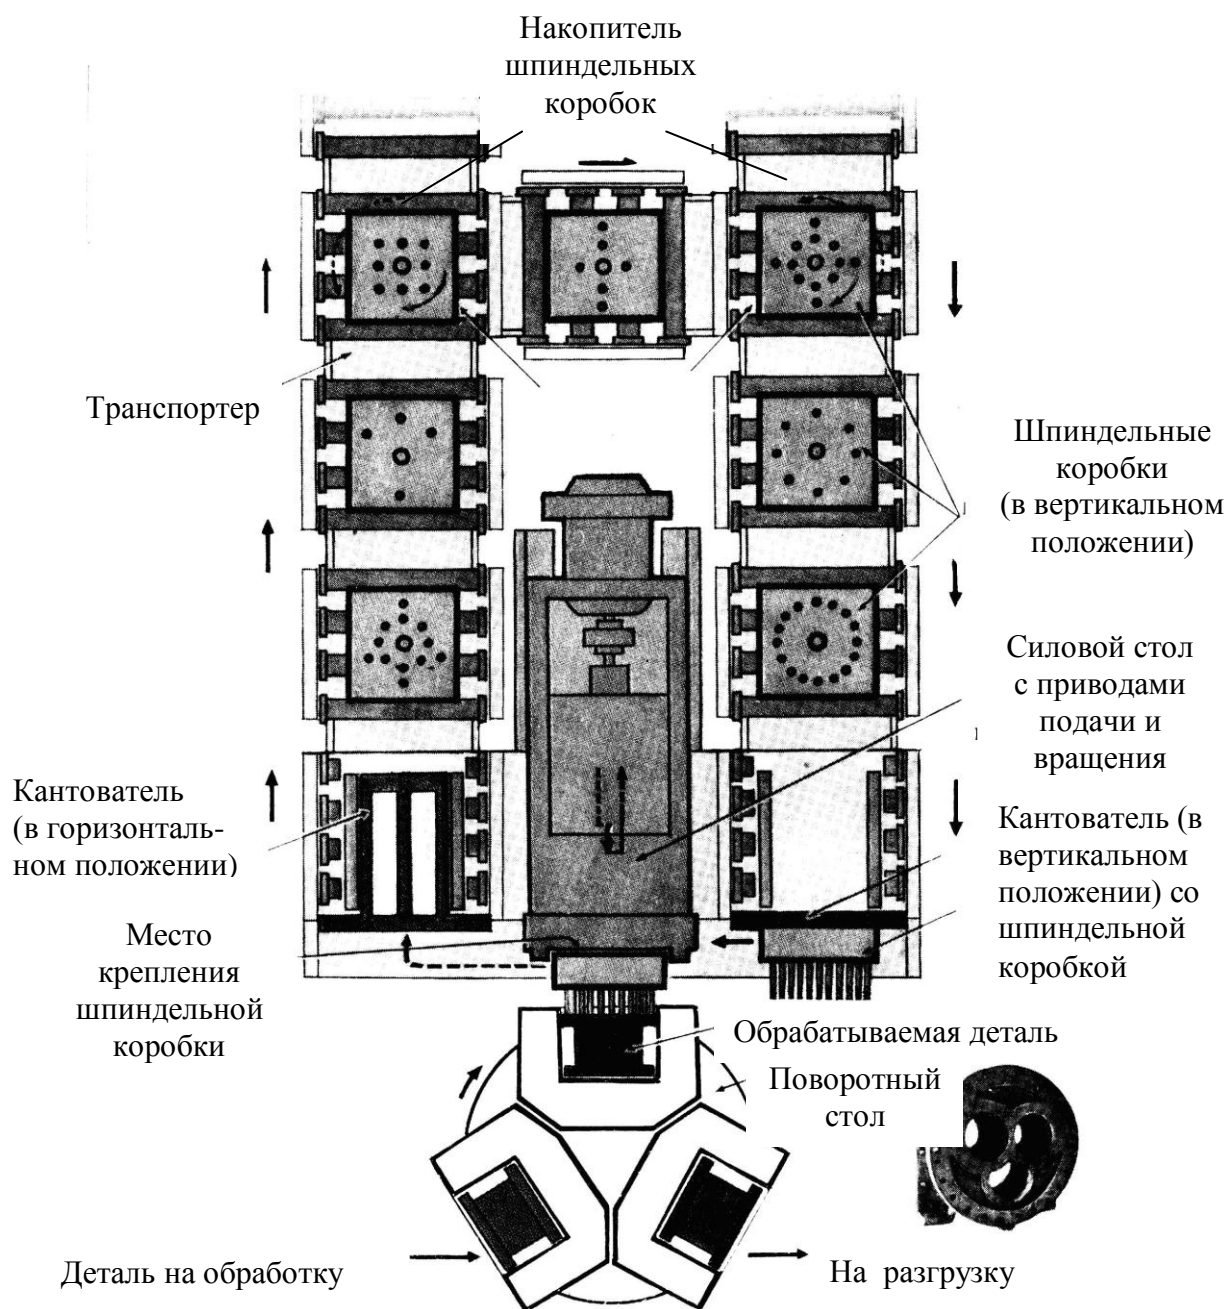 Накопитель
шпиндельных
коробок
Транспортер
Шпиндельные
коробки
(в вертикальном
положении)
Силовой стол
с приводами
подачи и
вращения
Кантователь
(в горизонталь-
ном положении)
Кантователь (в
вертикальном
положении) со
шпиндельной
коробкой
Место
крепления
шпиндельной
коробки
Обрабатываемая деталь
Поворотный
стол
Деталь на обработку
На разгрузку